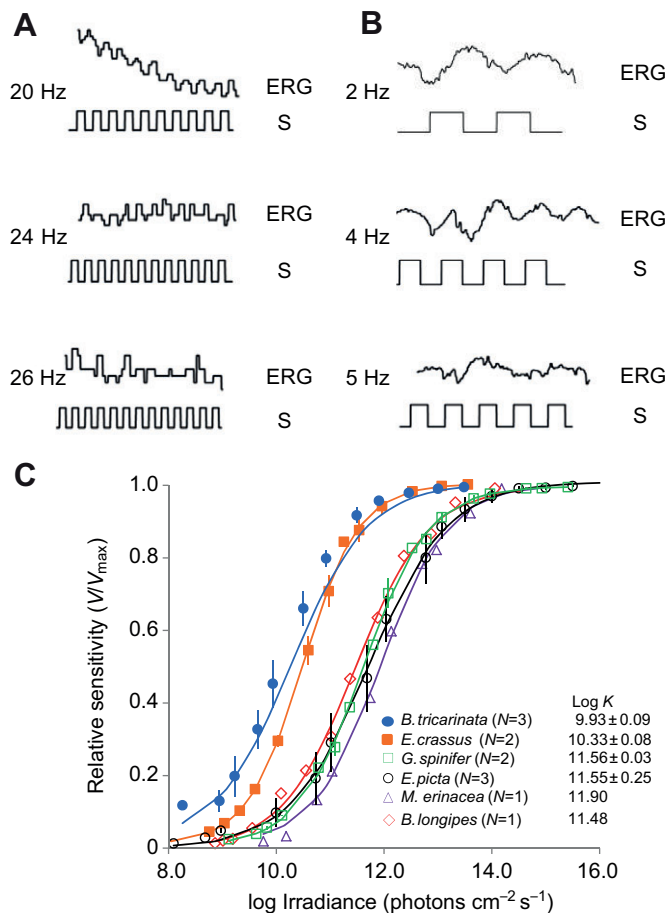 A
B
20 Hz
ERG
S
2 Hz
ERG
S
24 Hz
ERG
S
4 Hz
ERG
S
26 Hz
ERG
S
5 Hz
ERG
S
C
Relative sensitivity (V/Vmax)
1.0
0.8
0.6
0.4
0.2
0
Log K
B.tricarinata (N=3) 9.93±0.09
E.crassus (N=2) 10.33±0.08
G.spinifer (N=2) 11.56±0.03
E.picta (N=3) 11.55±0.25
M. erinacea (N=1) 11.90
B.longipes (N=1) 11.48
8.0 10.0 12.0 14.0 16.0
log Irradiance (photons cm⁻² s⁻¹)